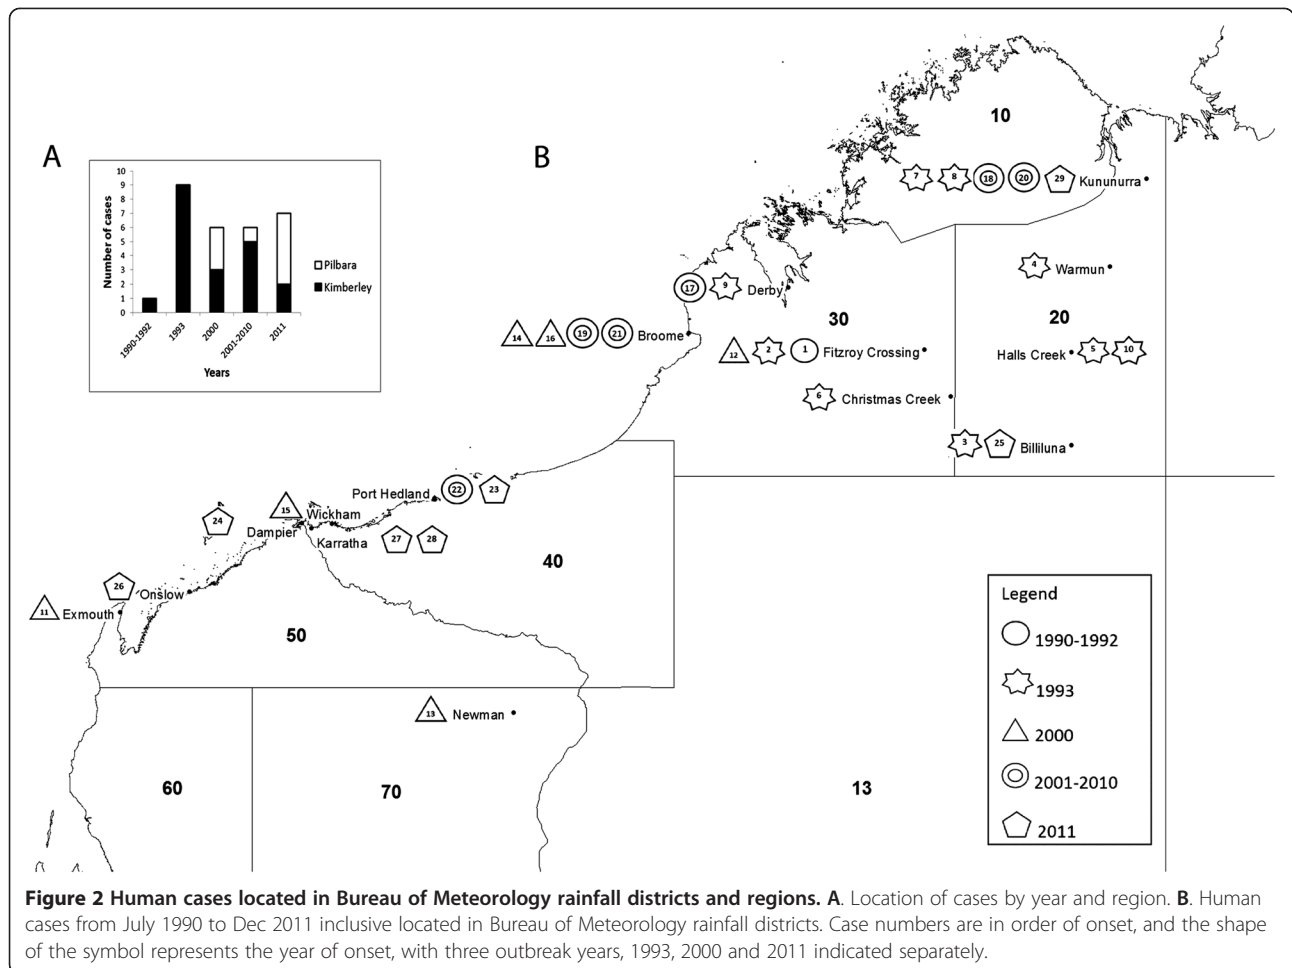 A
B
Number of cases
10
9
8
7
6
5
4
3
2
1
0
1990-1992
1993
2000
2001-2010
2011
Years
Pilbara
Kimberley
10
7 8 18 20 29 Kununurra
4 Warmun
17 9 Derby
30
20
14 16 19 21 Broome
12 2 1 Fitzroy Crossing
Halls Creek 5 10
6 Christmas Creek
3 25 Billiluna
Port Hedland 22 23
24
15 Wickham
Dampier
Karratha 27 28
40
26
Onslow
11 Exmouth
50
13 Newman
60
70
13
Legend
1990-1992
1993
2000
2001-2010
2011
Figure 2 Human cases located in Bureau of Meteorology rainfall districts and regions. A. Location of cases by year and region. B. Human
cases from July 1990 to Dec 2011 inclusive located in Bureau of Meteorology rainfall districts. Case numbers are in order of onset, and the shape
of the symbol represents the year of onset, with three outbreak years, 1993, 2000 and 2011 indicated separately.